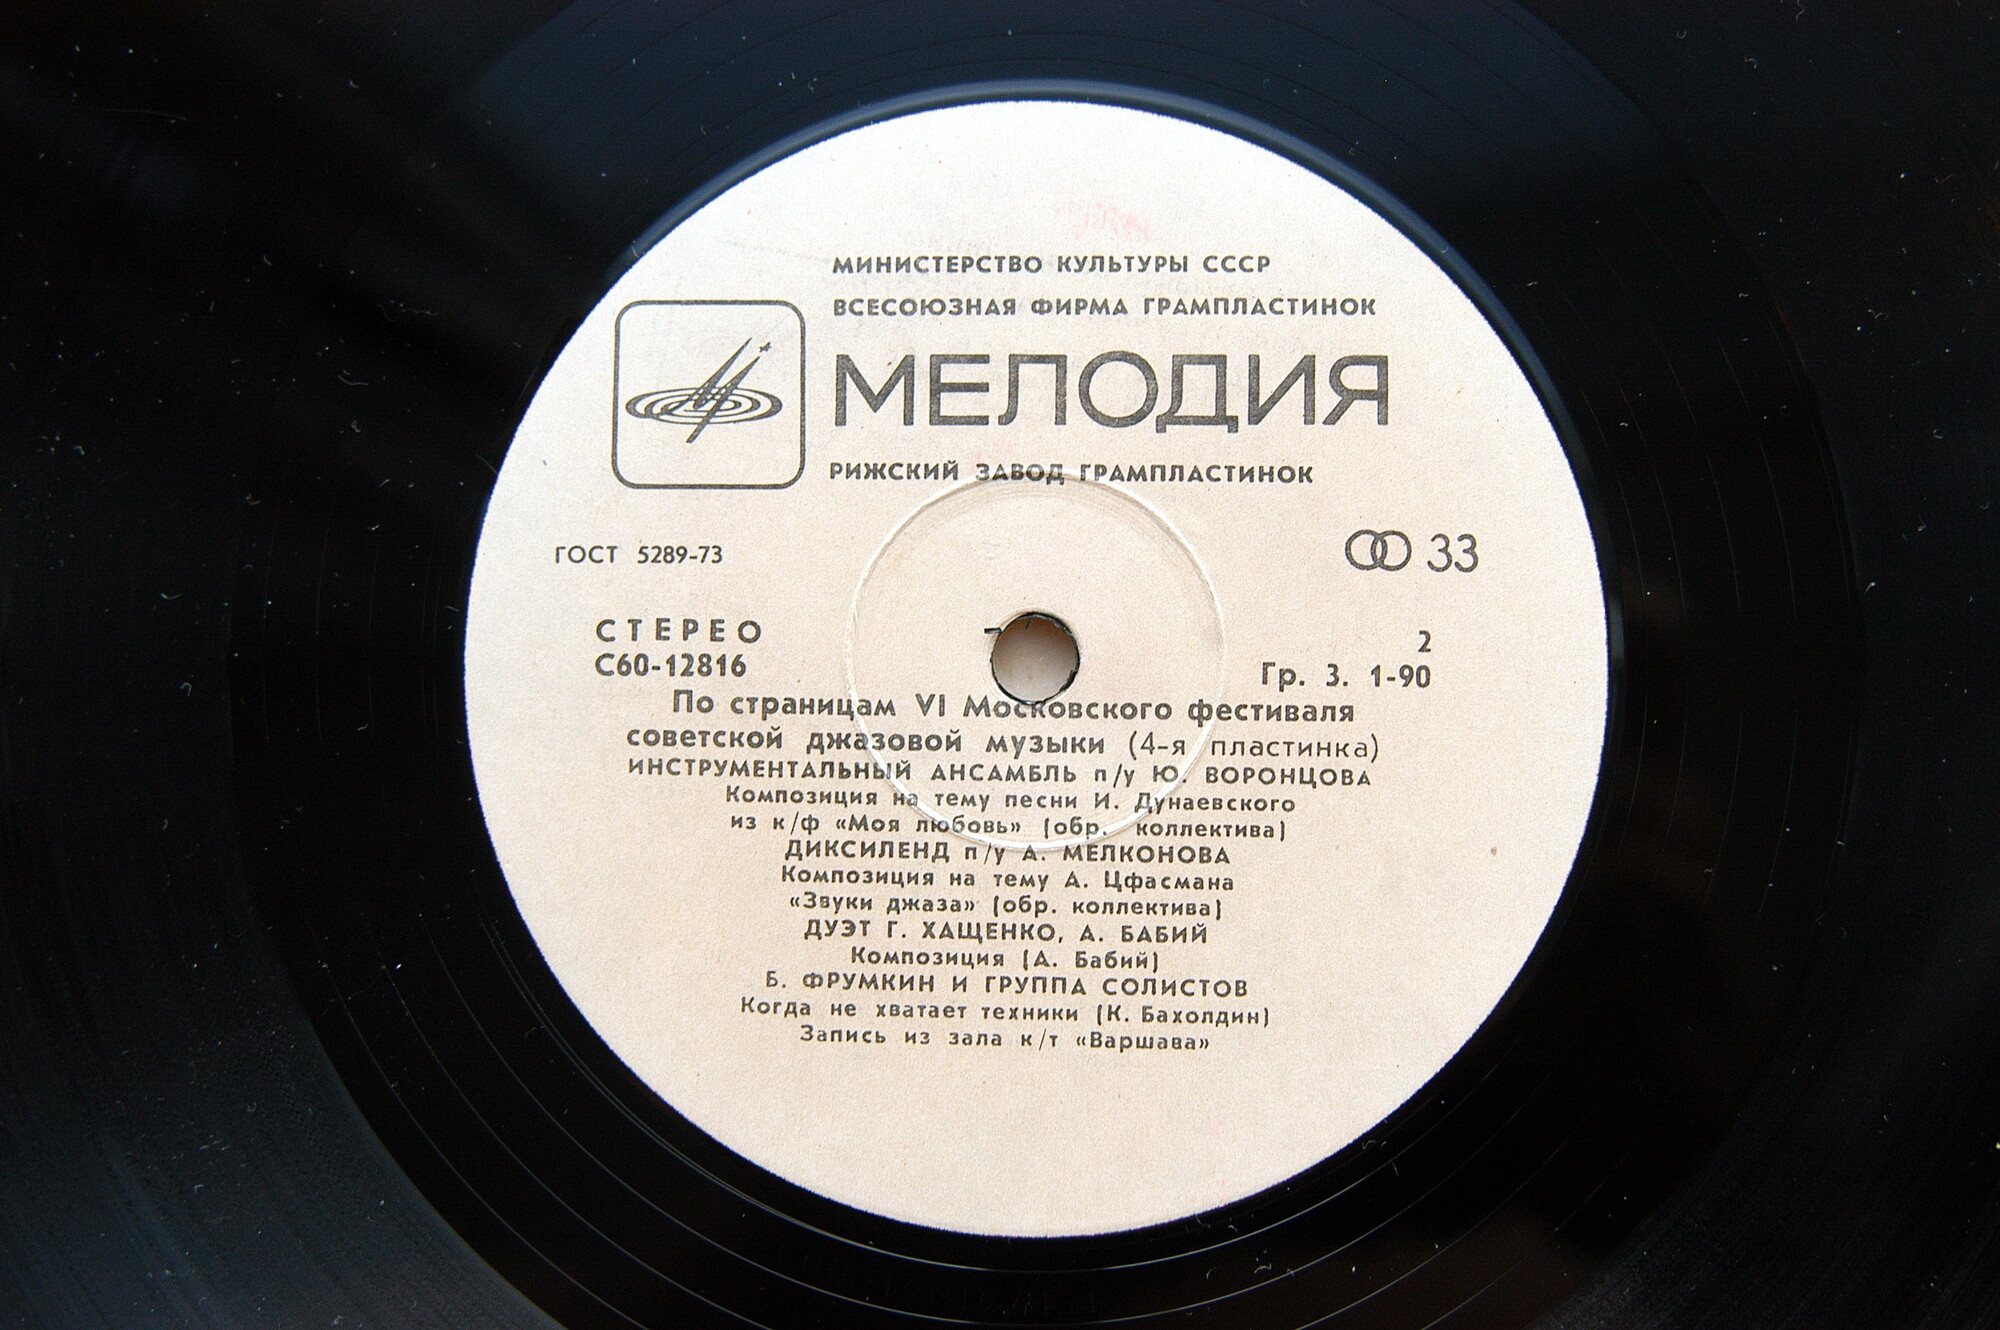 МИНИСТЕРСТВО КУЛЬТУРЫ СССР
ВСЕСОЮЗНАЯ ФИРМА ГРАМПЛАСТИНОК
МЕЛОДИЯ
РИЖСКИЙ ЗАВОД ГРАМПЛАСТИНОК
ГОСТ 5289-73
33
СТЕРЕО
2
С60-12816
Гр. 3. 1-90
По страницам VI Московского фестиваля
советской джазовой музыки (4-я пластинка)
ИНСТРУМЕНТАЛЬНЫЙ АНСАМБЛЬ п/у Ю. ВОРОНЦОВА
Композиция на тему песни И. Дунаевского
из к/ф «Моя любовь» (обр. коллектива)
ДИКСИЛЕНД п/у А. МЕЛКОНОВА
Композиция на тему А. Цфасмана
«Звуки джаза» (обр. коллектива)
ДУЭТ Г. ХАЩЕНКО, А. БАБИЙ
Композиция (А. Бабий)
Б. ФРУМКИН И ГРУППА СОЛИСТОВ
Когда не хватает техники (К. Бахолдин)
Запись из зала к/т «Варшава»